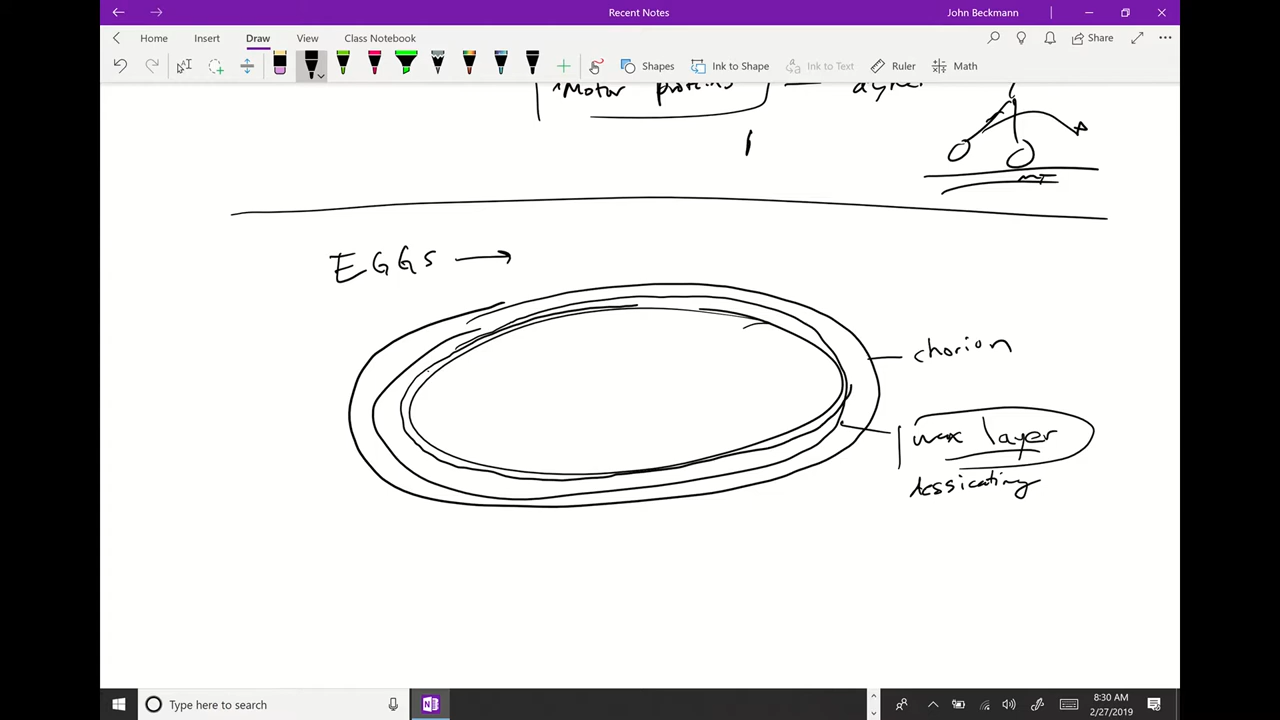 Recent Notes
John Beckmann
Home Insert Draw View Class Notebook
Share
Shapes Ink to Shape Ink to Text Ruler Math
Motor proteins
MT
EGGS →
chorion
wax layer
Type here to search
8:30 AM
2/27/2019